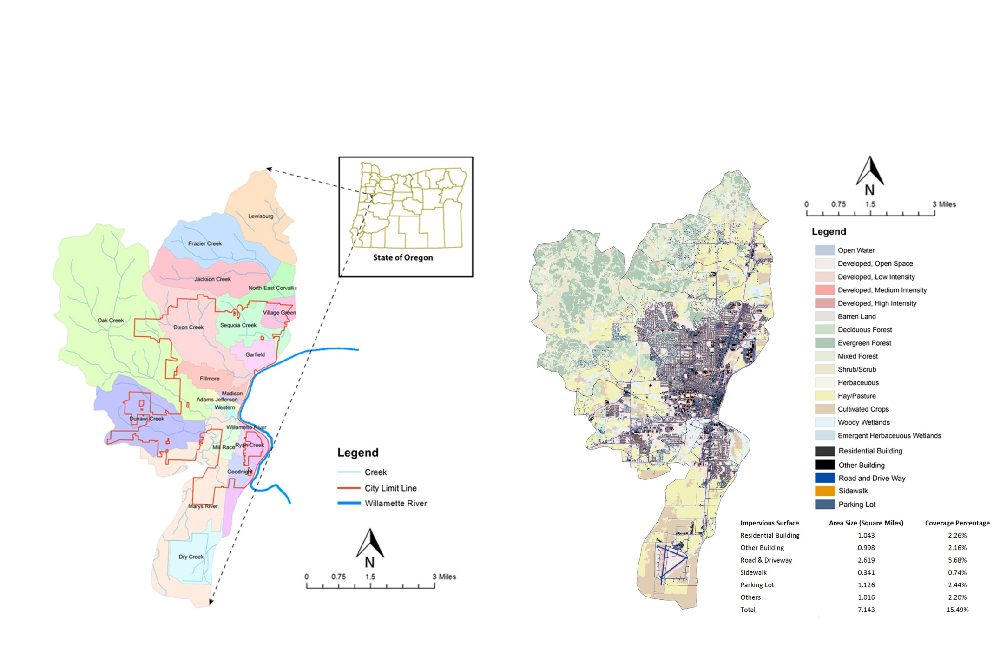 Lewisburg
Frazier Creek
Jackson Creek
North East Corvallis
Village Green
Oak Creek
Dixon Creek
Sequoia Creek
Garfield
Fillmore
Madison
Adams Jefferson
Western
Dunawi Creek
Willamette River
Mill Race
Ryan Creek
Goodnight
Marys River
Dry Creek
State of Oregon
Legend
Creek
City Limit Line
Willamette River
N
0 0.75 1.5 3 Miles
N
0 0.75 1.5 3 Miles
Legend
Open Water
Developed, Open Space
Developed, Low Intensity
Developed, Medium Intensity
Developed, High Intensity
Barren Land
Deciduous Forest
Evergreen Forest
Mixed Forest
Shrub/Scrub
Herbaceuous
Hay/Pasture
Cultivated Crops
Woody Wetlands
Emergent Herbaceuous Wetlands
Residential Building
Other Building
Road and Drive Way
Sidewalk
Parking Lot
Impervious Surface Area Size (Square Miles) Coverage Percentage
Residential Building 1.043 2.26%
Other Building 0.998 2.16%
Road & Driveway 2.619 5.68%
Sidewalk 0.341 0.74%
Parking Lot 1.126 2.44%
Others 1.016 2.20%
Total 7.143 15.49%